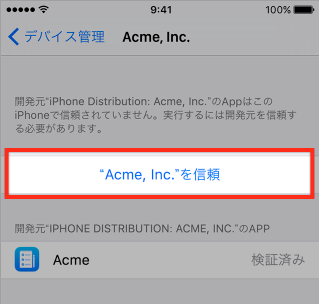 9:41
100%
デバイス管理
Acme, Inc.
開発元“iPhone Distribution: Acme, Inc.”のAppはこの
iPhoneで信頼されていません。実行するには開発元を信頼す
る必要があります。
“Acme, Inc.”を信頼
開発元“IPHONE DISTRIBUTION: ACME, INC.”のAPP
Acme
検証済み